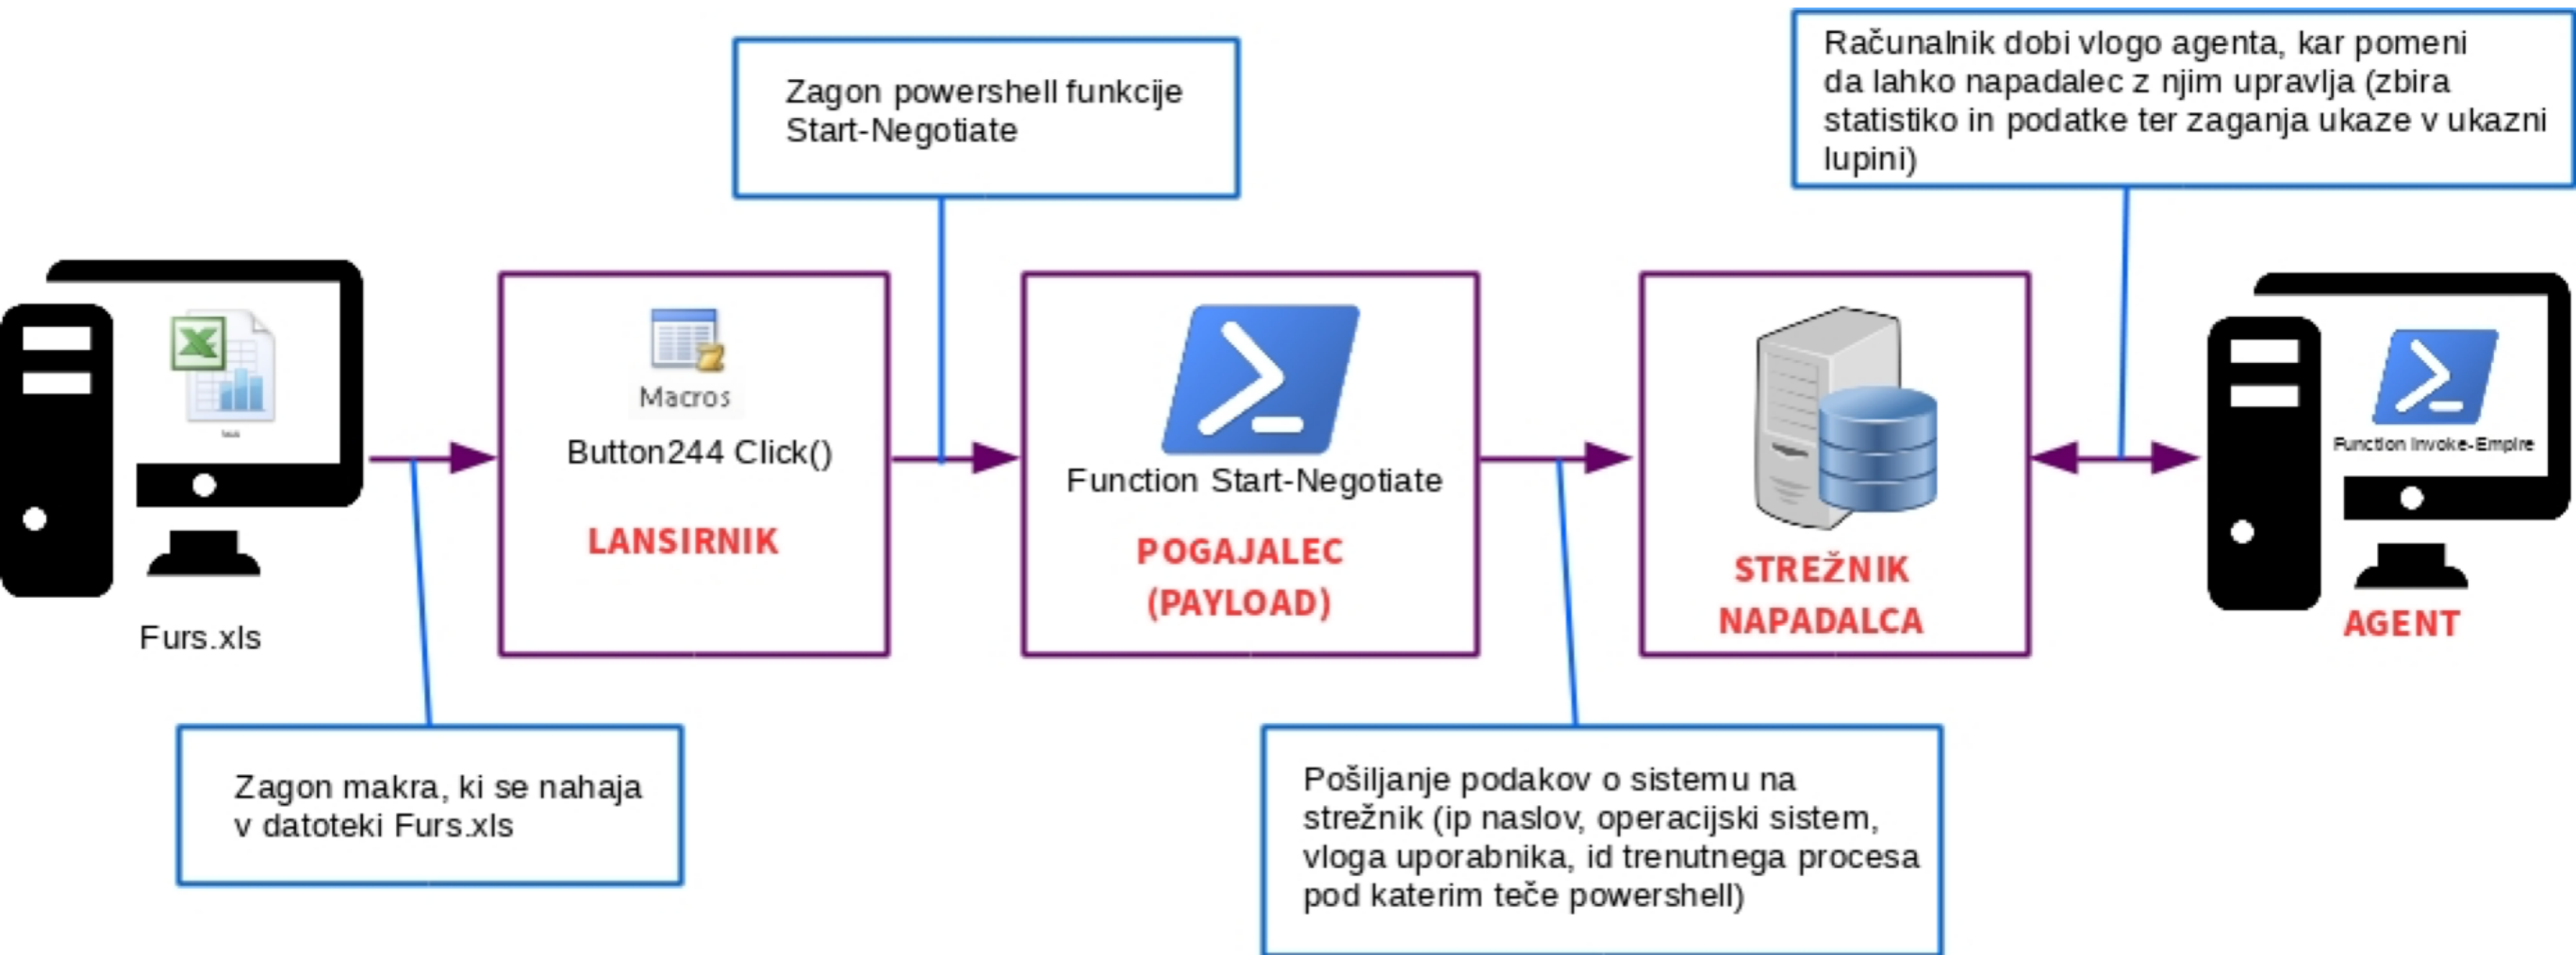 Zagon powershell funkcije
Start-Negotiate
Računalnik dobi vlogo agenta, kar pomeni
da lahko napadalec z njim upravlja (zbira
statistiko in podatke ter zaganja ukaze v ukazni
lupini)
Furs.xls
Macros
Button244 Click()
LANSIRNIK
Function Start-Negotiate
POGAJALEC
(PAYLOAD)
STREŽNIK
NAPADALCA
Function Invoke-Empire
AGENT
Zagon makra, ki se nahaja
v datoteki Furs.xls
Pošiljanje podakov o sistemu na
strežnik (ip naslov, operacijski sistem,
vloga uporabnika, id trenutnega procesa
pod katerim teče powershell)